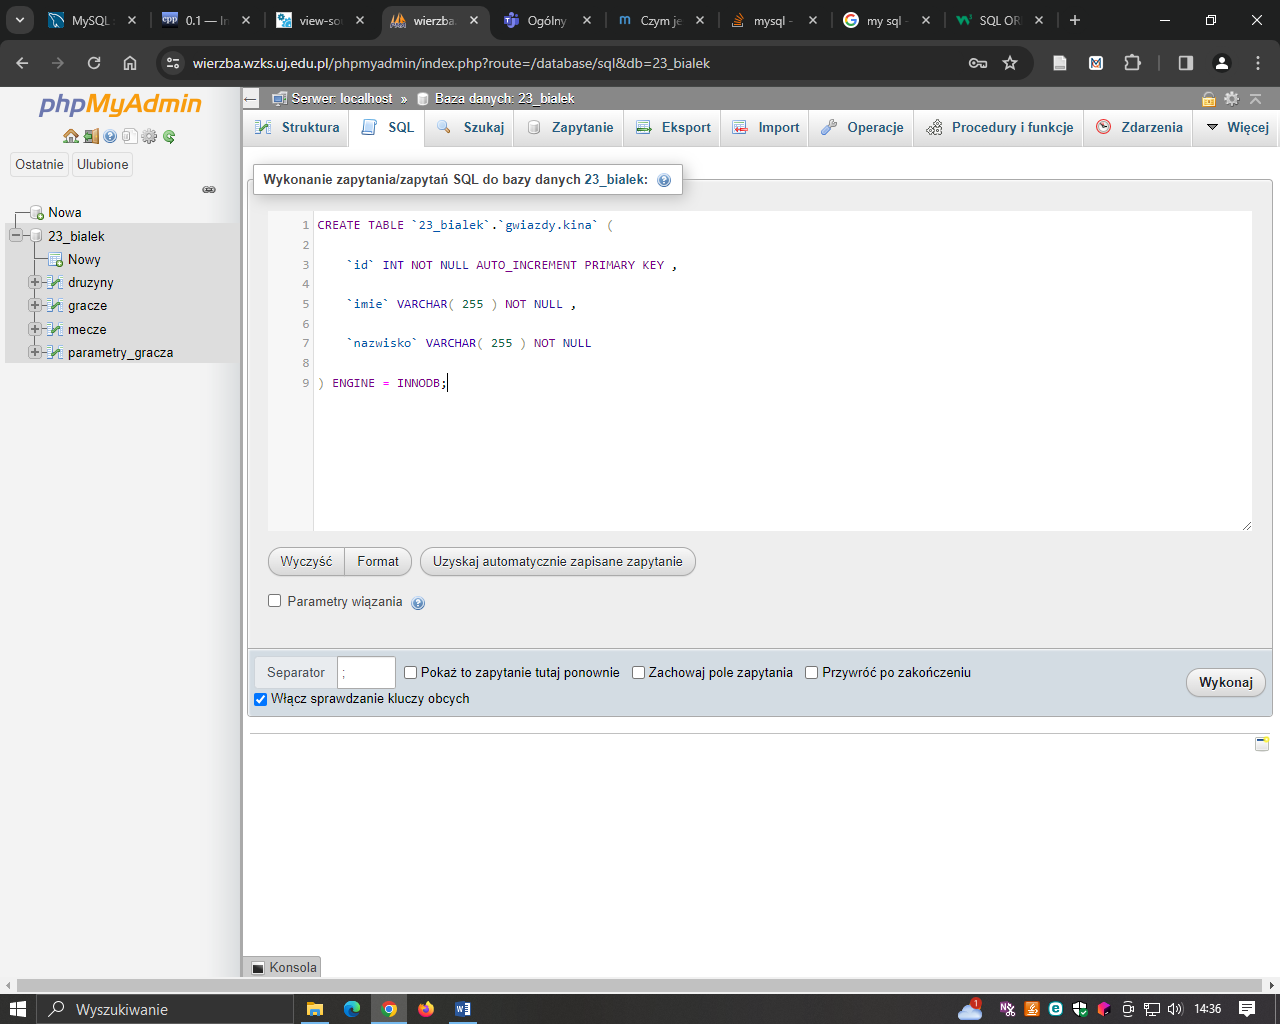 MySQL
0.1 — In
view-sou
wierzba.
Ogólny
Czym je
mysql -
my sql -
SQL OR
wierzba.wzks.uj.edu.pl/phpmyadmin/index.php?route=/database/sql&db=23_bialek
phpMyAdmin
Ostatnie
Ulubione
Nowa
23_bialek
Nowy
druzyny
gracze
mecze
parametry_gracza
Serwer: localhost » Baza danych: 23_bialek
Struktura
SQL
Szukaj
Zapytanie
Eksport
Import
Operacje
Procedury i funkcje
Zdarzenia
Więcej
Wykonanie zapytania/zapytań SQL do bazy danych 23_bialek:
1 CREATE TABLE `23_bialek`.`gwiazdy.kina` (
2
3 `id` INT NOT NULL AUTO_INCREMENT PRIMARY KEY ,
4
5 `imie` VARCHAR( 255 ) NOT NULL ,
6
7 `nazwisko` VARCHAR( 255 ) NOT NULL
8
9 ) ENGINE = INNODB;
Wyczyść
Format
Uzyskaj automatycznie zapisane zapytanie
Parametry wiązania
Separator ;
Pokaż to zapytanie tutaj ponownie
Zachowaj pole zapytania
Przywróć po zakończeniu
Włącz sprawdzanie kluczy obcych
Wykonaj
Konsola
Wyszukiwanie
1
14:36